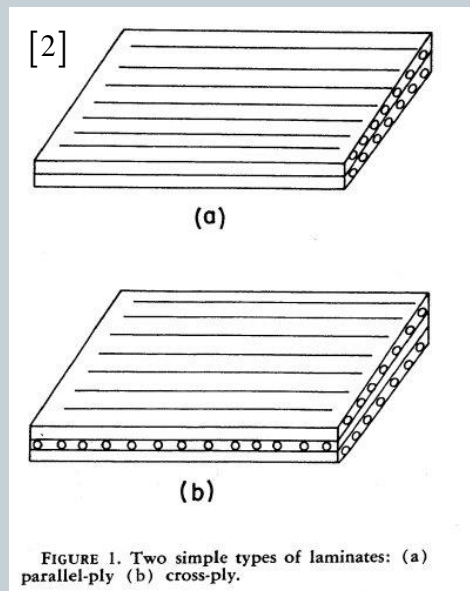 [2]
(a)
(b)
FIGURE 1. Two simple types of laminates: (a)
parallel-ply (b) cross-ply.